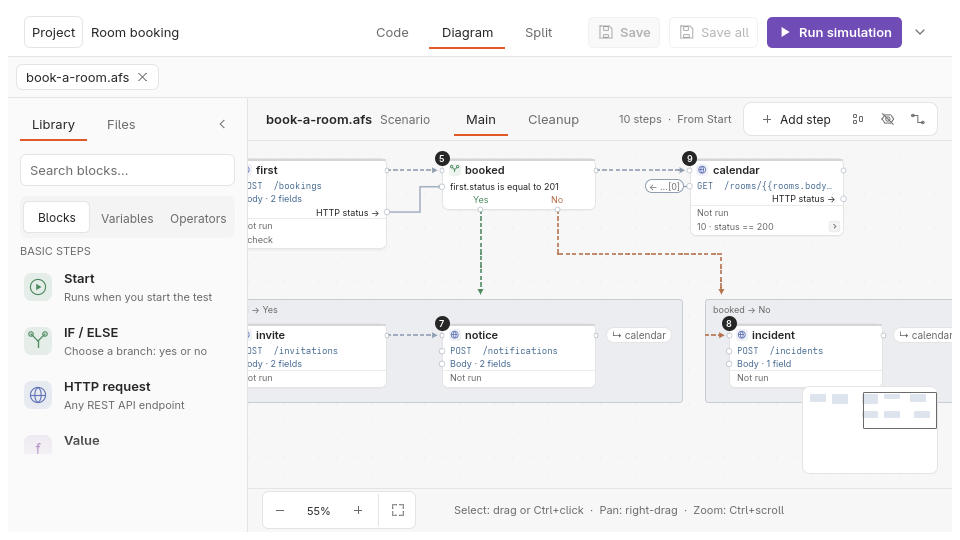 Project Room booking Code Diagram Split Save Save all Run simulation
book-a-room.afs
Library Files
book-a-room.afs Scenario Main Cleanup 10 steps · From Start Add step
Search blocks...
Blocks Variables Operators
BASIC STEPS
Start
Runs when you start the test
IF / ELSE
Choose a branch: yes or no
HTTP request
Any REST API endpoint
Value
f
first
OST /bookings
ody · 2 fields
HTTP status →
ot run
check
5
booked
first.status is equal to 201
Yes No
9
calendar
← ...[0]
GET /rooms/{{rooms.body…
HTTP status →
Not run
10 · status == 200
→ Yes
invite
OST /invitations
ody · 2 fields
ot run
7
notice
POST /notifications
Body · 2 fields
Not run
↳ calendar
booked → No
8
incident
POST /incidents
Body · 1 field
Not run
↳ calendar
55%
Select: drag or Ctrl+click · Pan: right-drag · Zoom: Ctrl+scroll